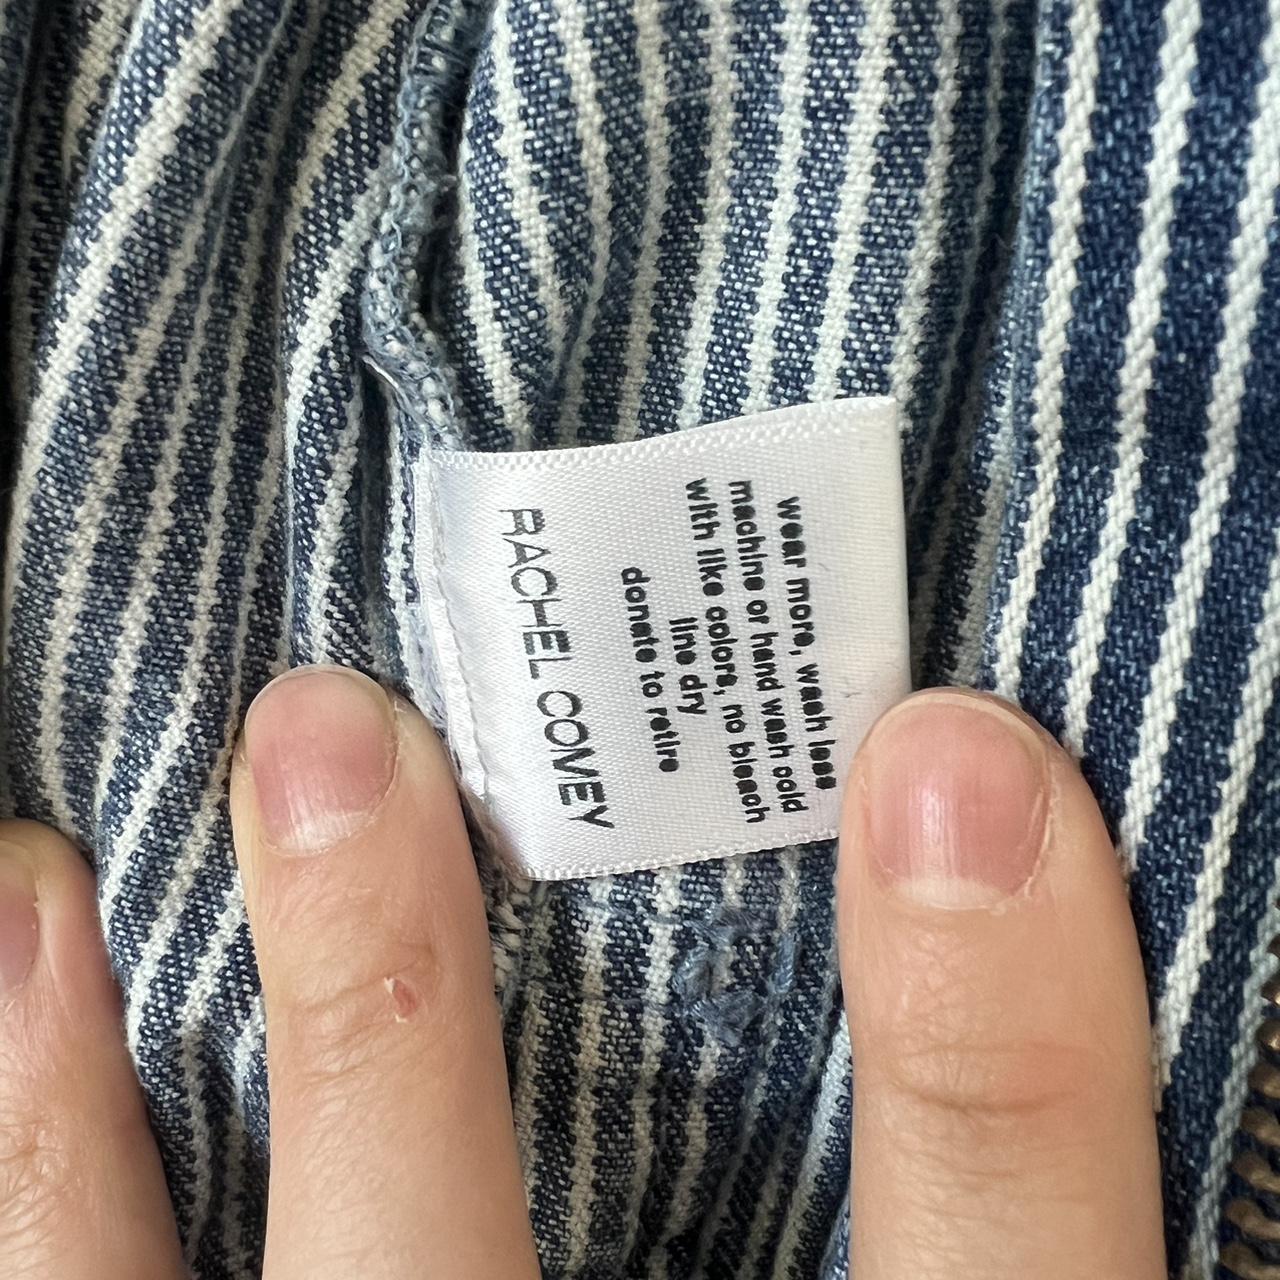 wear more, wash less
machine or hand wash cold
with like colors, no bleach
line dry
donate to retire
RACHEL COMEY